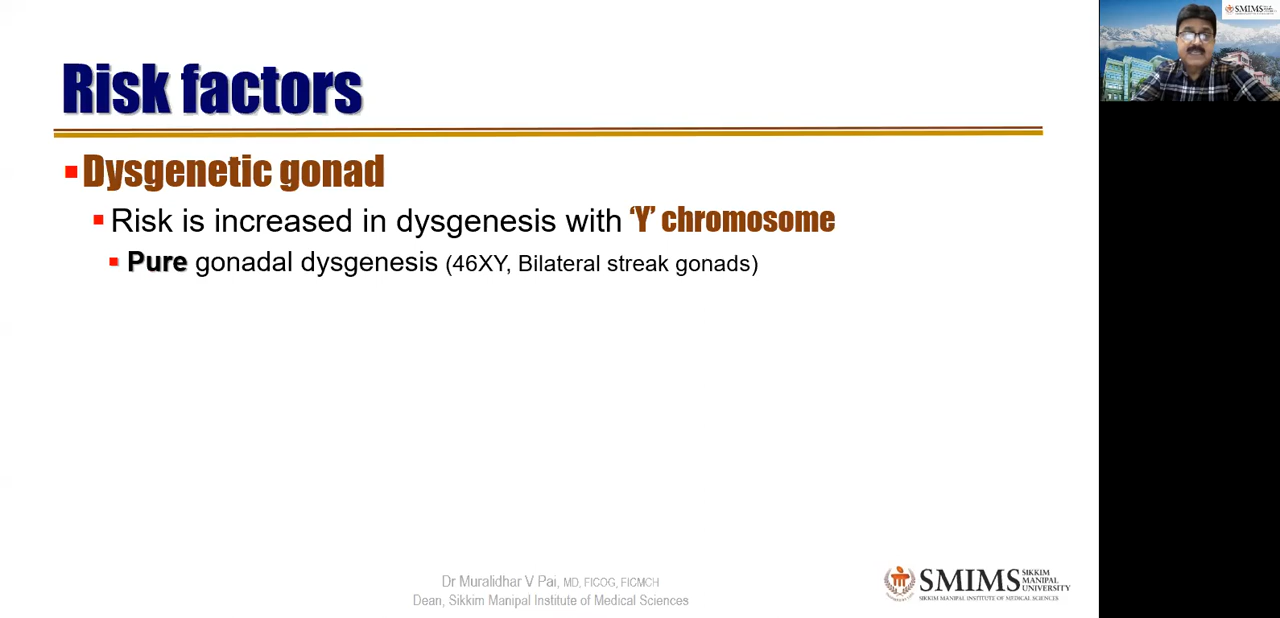 SMIMS
Risk factors
Dysgenetic gonad
Risk is increased in dysgenesis with ‘Y’ chromosome
Pure gonadal dysgenesis (46XY, Bilateral streak gonads)
Dr Muralidhar V Pai, MD, FICOG, FICMCH
Dean, Sikkim Manipal Institute of Medical Sciences
SMIMS
SIKKIM
MANIPAL
UNIVERSITY
SIKKIM MANIPAL INSTITUTE OF MEDICAL SCIENCES